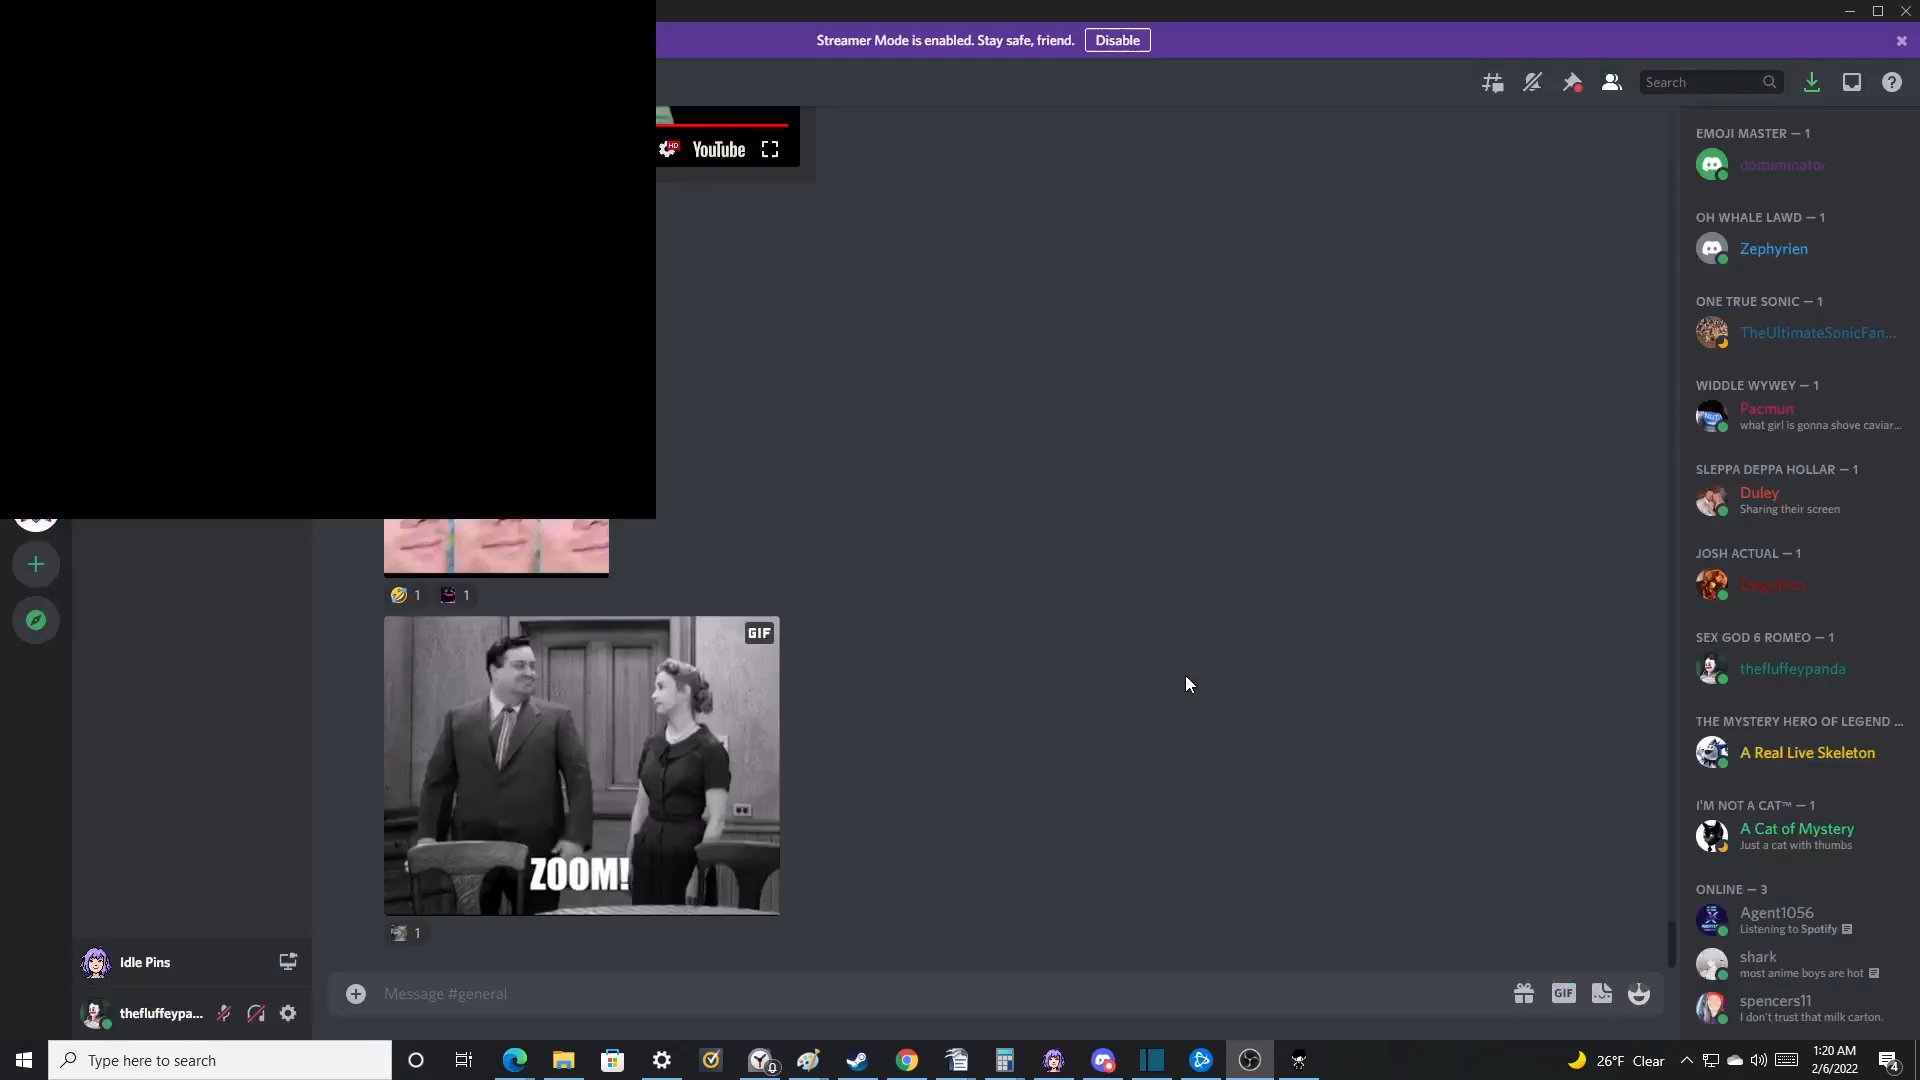 Streamer Mode is enabled. Stay safe, friend. Disable
Search
HD YouTube
EMOJI MASTER — 1
domiminator
OH WHALE LAWD — 1
Zephyrien
ONE TRUE SONIC — 1
TheUltimateSonicFan...
WIDDLE WYWEY — 1
Pacmun
what girl is gonna shove caviar...
SLEPPA DEPPA HOLLAR — 1
Duley
Sharing their screen
JOSH ACTUAL — 1
SEX GOD 6 ROMEO — 1
thefluffeypanda
THE MYSTERY HERO OF LEGEND ...
A Real Live Skeleton
I'M NOT A CAT™ — 1
A Cat of Mystery
Just a cat with thumbs
ONLINE — 3
Agent1056
Listening to Spotify
shark
most anime boys are hot
spencers11
I don't trust that milk carton.
1 1
GIF
ZOOM!
1
Idle Pins
thefluffeypa...
Message #general
GIF
Type here to search
26°F Clear
1:20 AM
2/6/2022
4